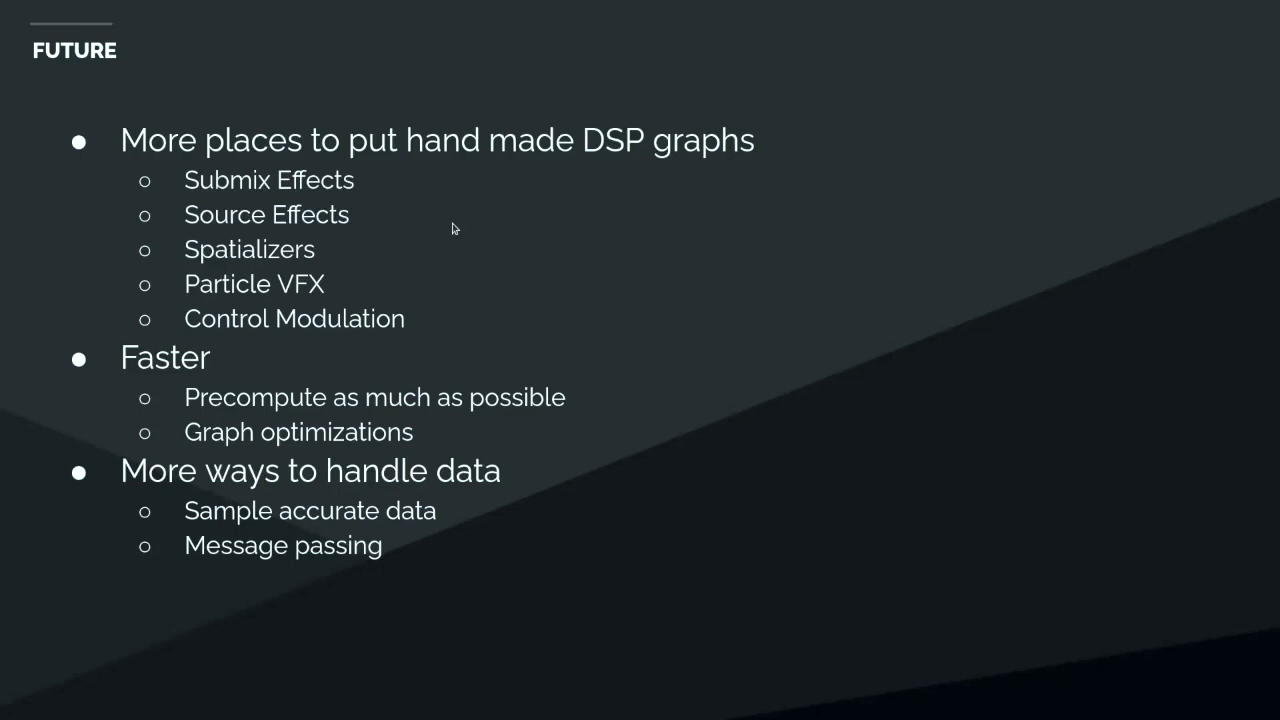 FUTURE
● More places to put hand made DSP graphs
○ Submix Effects
○ Source Effects
○ Spatializers
○ Particle VFX
○ Control Modulation
● Faster
○ Precompute as much as possible
○ Graph optimizations
● More ways to handle data
○ Sample accurate data
○ Message passing